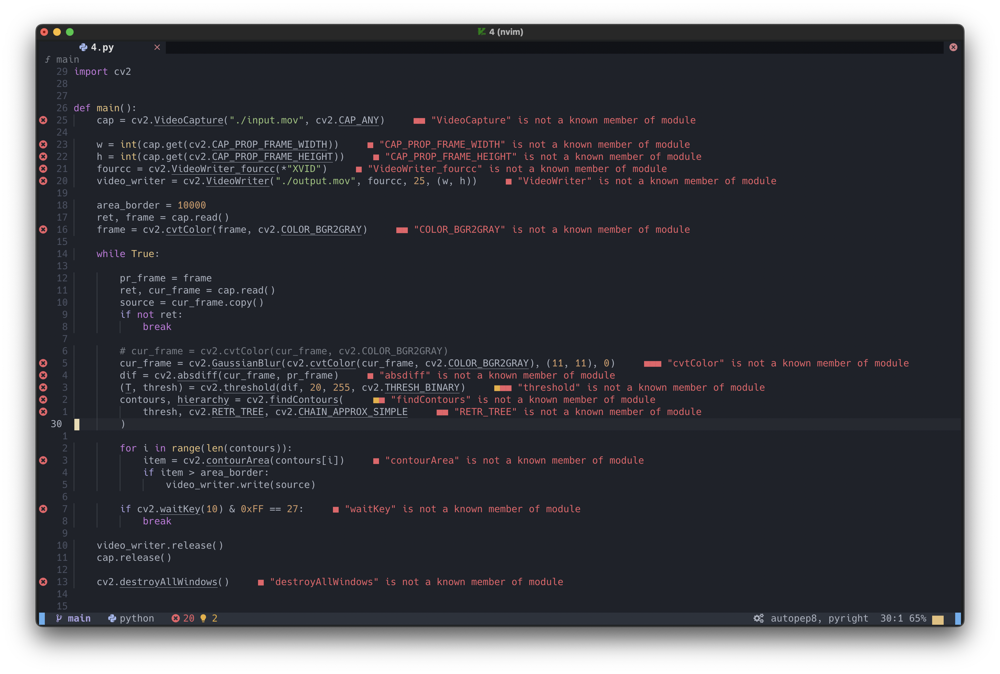 4 (nvim)
4.py ×
f main
29 import cv2
28
27
26 def main():
25 cap = cv2.VideoCapture("./input.mov", cv2.CAP_ANY) ■■ "VideoCapture" is not a known member of module
24
23 w = int(cap.get(cv2.CAP_PROP_FRAME_WIDTH)) ■ "CAP_PROP_FRAME_WIDTH" is not a known member of module
22 h = int(cap.get(cv2.CAP_PROP_FRAME_HEIGHT)) ■ "CAP_PROP_FRAME_HEIGHT" is not a known member of module
21 fourcc = cv2.VideoWriter_fourcc(*"XVID") ■ "VideoWriter_fourcc" is not a known member of module
20 video_writer = cv2.VideoWriter("./output.mov", fourcc, 25, (w, h)) ■ "VideoWriter" is not a known member of module
19
18 area_border = 10000
17 ret, frame = cap.read()
16 frame = cv2.cvtColor(frame, cv2.COLOR_BGR2GRAY) ■■ "COLOR_BGR2GRAY" is not a known member of module
15
14 while True:
13
12 pr_frame = frame
11 ret, cur_frame = cap.read()
10 source = cur_frame.copy()
9 if not ret:
8 break
7
6 # cur_frame = cv2.cvtColor(cur_frame, cv2.COLOR_BGR2GRAY)
5 cur_frame = cv2.GaussianBlur(cv2.cvtColor(cur_frame, cv2.COLOR_BGR2GRAY), (11, 11), 0) ■■■ "cvtColor" is not a known member of module
4 dif = cv2.absdiff(cur_frame, pr_frame) ■ "absdiff" is not a known member of module
3 (T, thresh) = cv2.threshold(dif, 20, 255, cv2.THRESH_BINARY) ■■■ "threshold" is not a known member of module
2 contours, hierarchy = cv2.findContours( ■■ "findContours" is not a known member of module
1 thresh, cv2.RETR_TREE, cv2.CHAIN_APPROX_SIMPLE ■■ "RETR_TREE" is not a known member of module
30 )
1
2 for i in range(len(contours)):
3 item = cv2.contourArea(contours[i]) ■ "contourArea" is not a known member of module
4 if item > area_border:
5 video_writer.write(source)
6
7 if cv2.waitKey(10) & 0xFF == 27: ■ "waitKey" is not a known member of module
8 break
9
10 video_writer.release()
11 cap.release()
12
13 cv2.destroyAllWindows() ■ "destroyAllWindows" is not a known member of module
14
15
main python 20 2 autopep8, pyright 30:1 65%